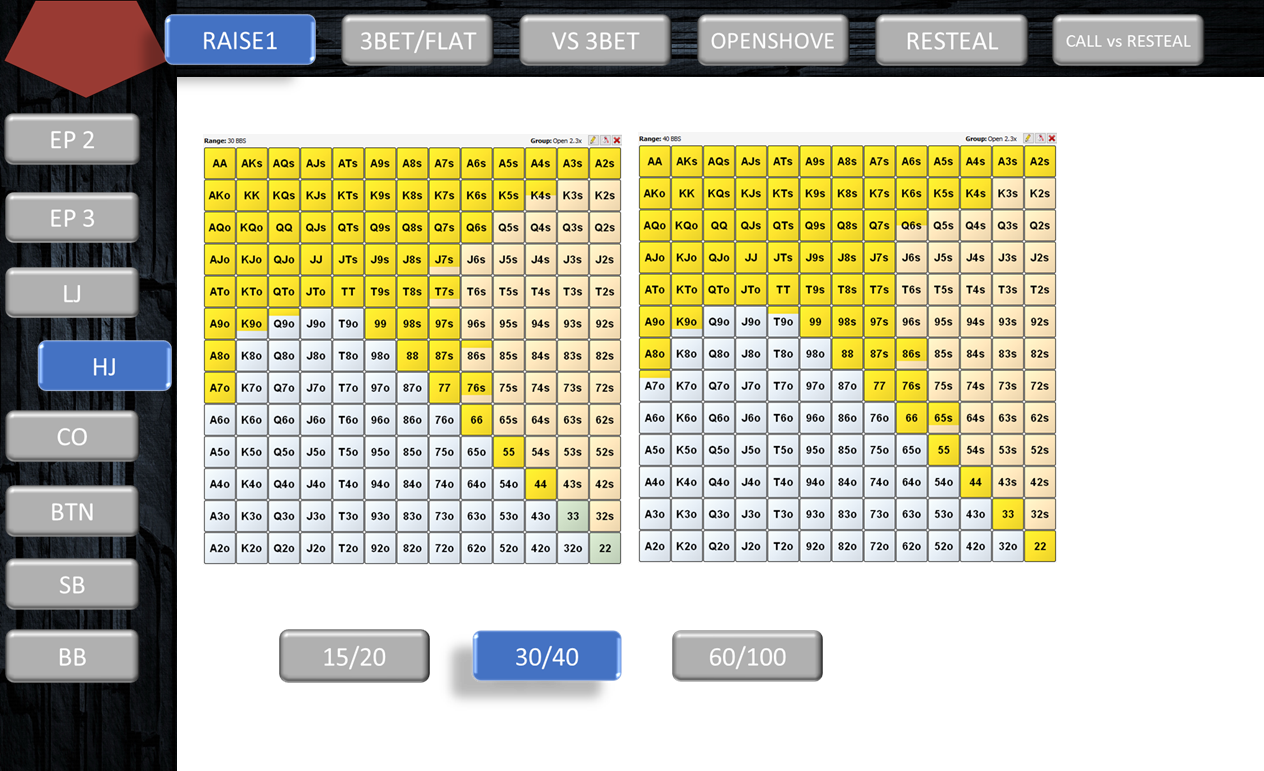 RAISE1 3BET/FLAT VS 3BET OPENSHOVE RESTEAL CALL vs RESTEAL
EP 2
EP 3
LJ
HJ
CO
BTN
SB
BB
Range: 30 BBS Group: Open 2.3x
AA AKs AQs AJs ATs A9s A8s A7s A6s A5s A4s A3s A2s
AKo KK KQs KJs KTs K9s K8s K7s K6s K5s K4s K3s K2s
AQo KQo QQ QJs QTs Q9s Q8s Q7s Q6s Q5s Q4s Q3s Q2s
AJo KJo QJo JJ JTs J9s J8s J7s J6s J5s J4s J3s J2s
ATo KTo QTo JTo TT T9s T8s T7s T6s T5s T4s T3s T2s
A9o K9o Q9o J9o T9o 99 98s 97s 96s 95s 94s 93s 92s
A8o K8o Q8o J8o T8o 98o 88 87s 86s 85s 84s 83s 82s
A7o K7o Q7o J7o T7o 97o 87o 77 76s 75s 74s 73s 72s
A6o K6o Q6o J6o T6o 96o 86o 76o 66 65s 64s 63s 62s
A5o K5o Q5o J5o T5o 95o 85o 75o 65o 55 54s 53s 52s
A4o K4o Q4o J4o T4o 94o 84o 74o 64o 54o 44 43s 42s
A3o K3o Q3o J3o T3o 93o 83o 73o 63o 53o 43o 33 32s
A2o K2o Q2o J2o T2o 92o 82o 72o 62o 52o 42o 32o 22
Range: 40 BBS Group: Open 2.3x
AA AKs AQs AJs ATs A9s A8s A7s A6s A5s A4s A3s A2s
AKo KK KQs KJs KTs K9s K8s K7s K6s K5s K4s K3s K2s
AQo KQo QQ QJs QTs Q9s Q8s Q7s Q6s Q5s Q4s Q3s Q2s
AJo KJo QJo JJ JTs J9s J8s J7s J6s J5s J4s J3s J2s
ATo KTo QTo JTo TT T9s T8s T7s T6s T5s T4s T3s T2s
A9o K9o Q9o J9o T9o 99 98s 97s 96s 95s 94s 93s 92s
A8o K8o Q8o J8o T8o 98o 88 87s 86s 85s 84s 83s 82s
A7o K7o Q7o J7o T7o 97o 87o 77 76s 75s 74s 73s 72s
A6o K6o Q6o J6o T6o 96o 86o 76o 66 65s 64s 63s 62s
A5o K5o Q5o J5o T5o 95o 85o 75o 65o 55 54s 53s 52s
A4o K4o Q4o J4o T4o 94o 84o 74o 64o 54o 44 43s 42s
A3o K3o Q3o J3o T3o 93o 83o 73o 63o 53o 43o 33 32s
A2o K2o Q2o J2o T2o 92o 82o 72o 62o 52o 42o 32o 22
15/20 30/40 60/100